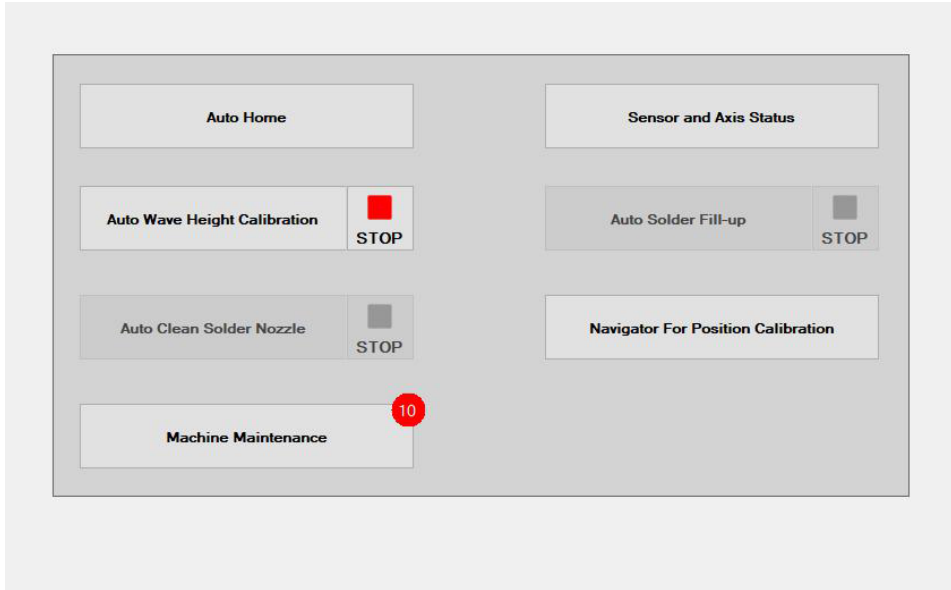 Auto Home
Sensor and Axis Status
Auto Wave Height Calibration
STOP
Auto Solder Fill-up
STOP
Auto Clean Solder Nozzle
STOP
Navigator For Position Calibration
10
Machine Maintenance